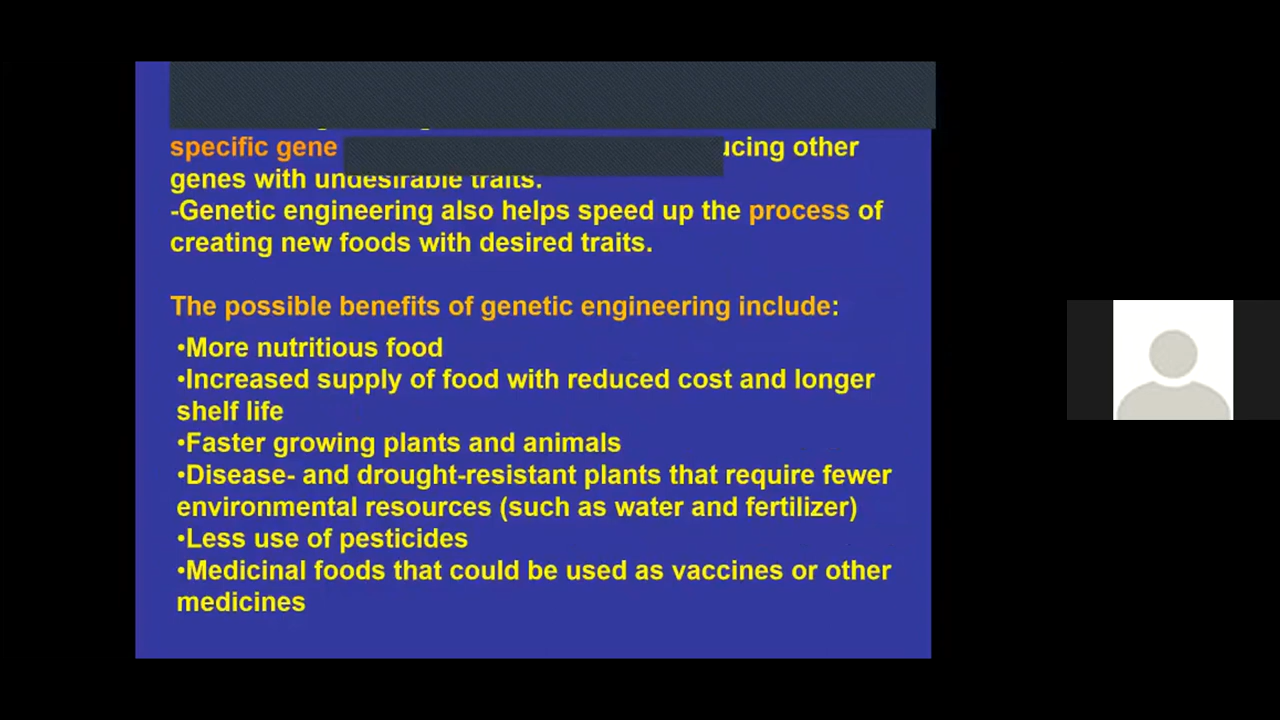 specific gene ucing other
genes with undesirable traits.
-Genetic engineering also helps speed up the process of
creating new foods with desired traits.
The possible benefits of genetic engineering include:
•More nutritious food
•Increased supply of food with reduced cost and longer
shelf life
•Faster growing plants and animals
•Disease- and drought-resistant plants that require fewer
environmental resources (such as water and fertilizer)
•Less use of pesticides
•Medicinal foods that could be used as vaccines or other
medicines